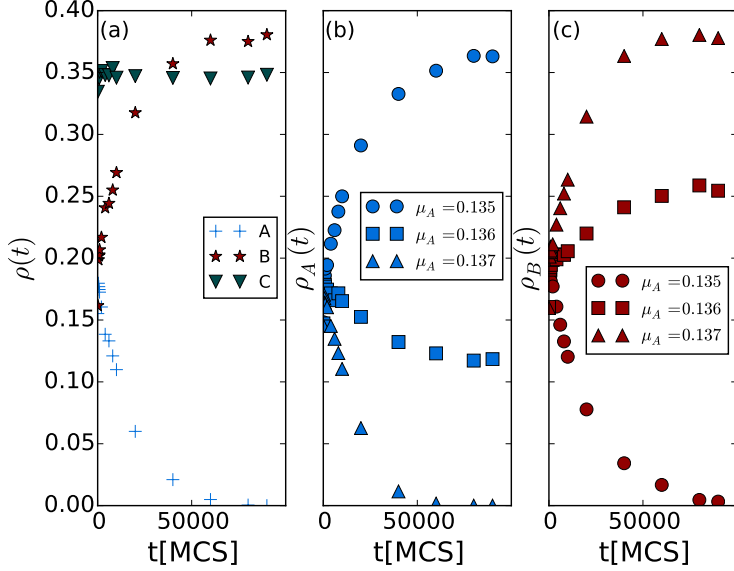 0.40
0.35
0.30
0.25
0.20
0.15
0.10
0.05
0.00
ρ(t)
(a)
A
B
C
0
50000
t[MCS]
(b)
ρ_A(t)
μ_A=0.135
μ_A=0.136
μ_A=0.137
0
50000
t[MCS]
(c)
ρ_B(t)
μ_A=0.135
μ_A=0.136
μ_A=0.137
0
50000
t[MCS]